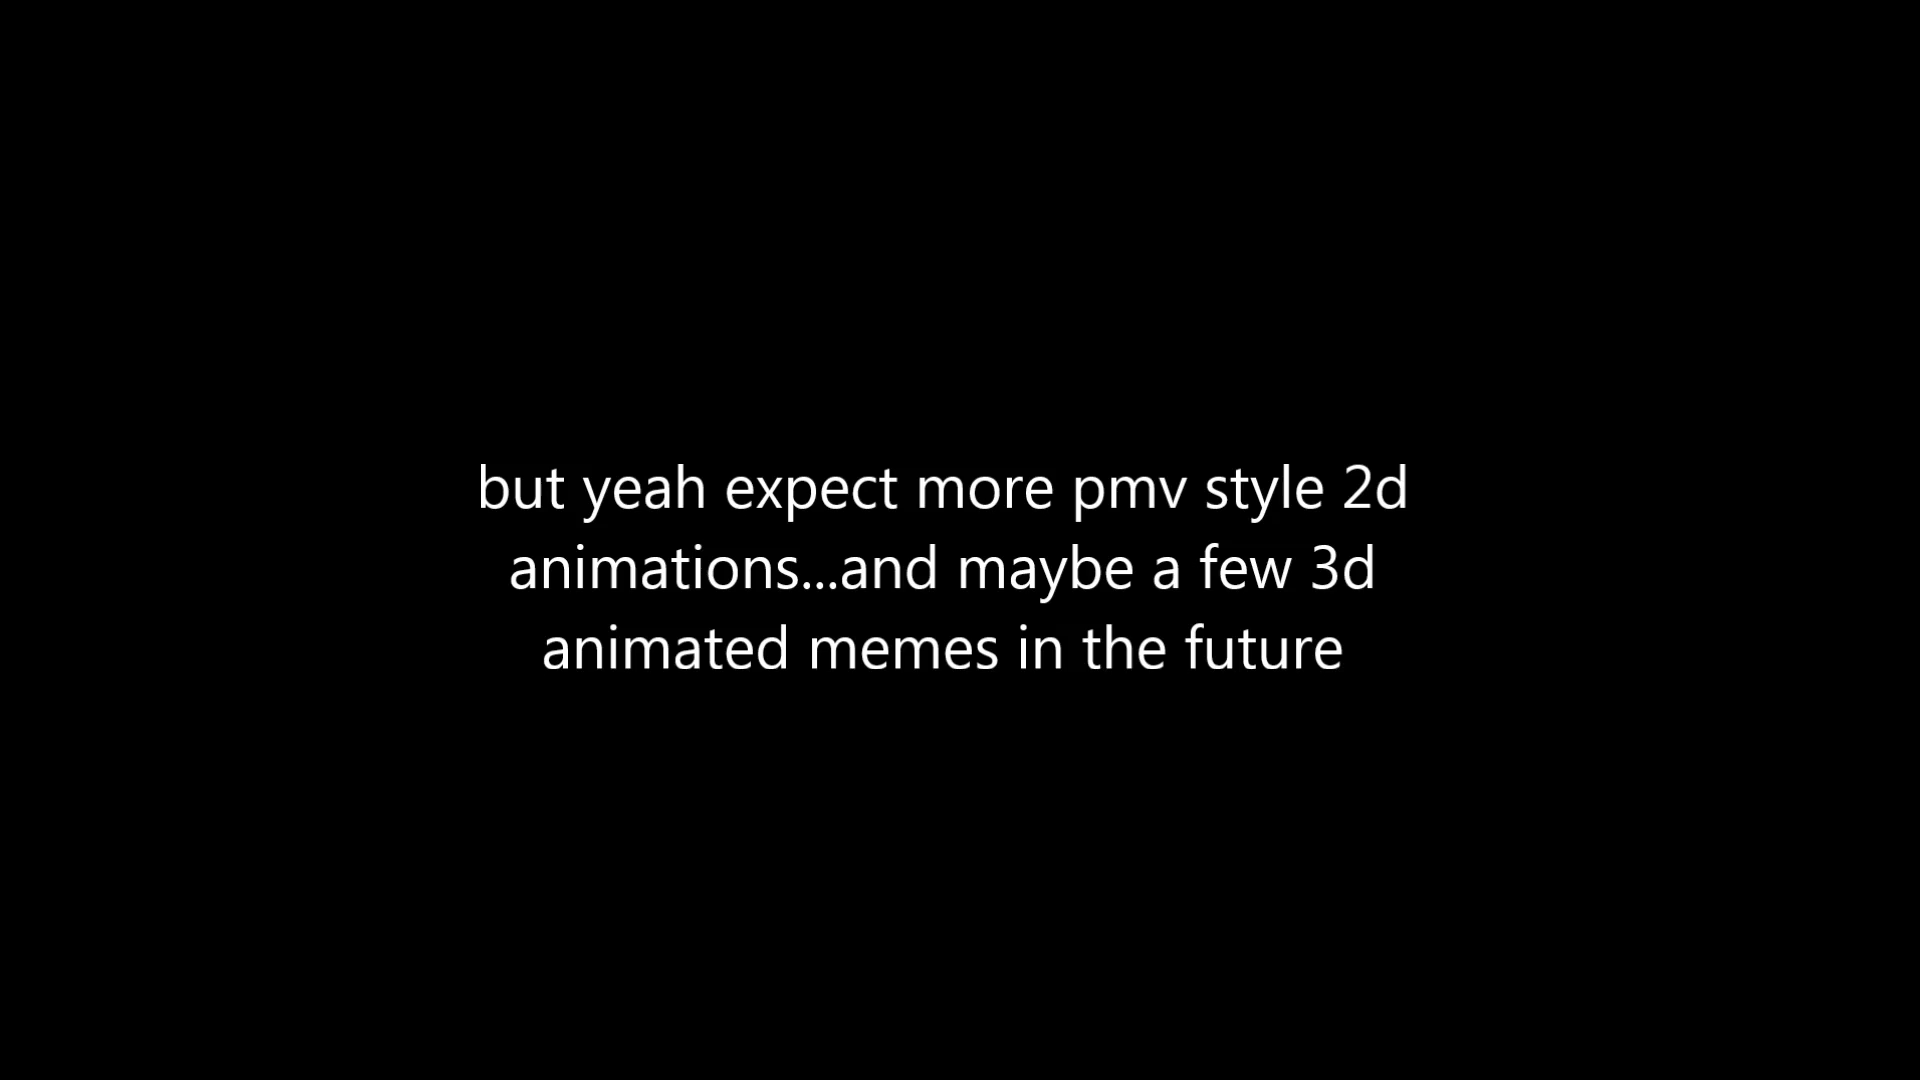 but yeah expect more pmv style 2d
animations...and maybe a few 3d
animated memes in the future